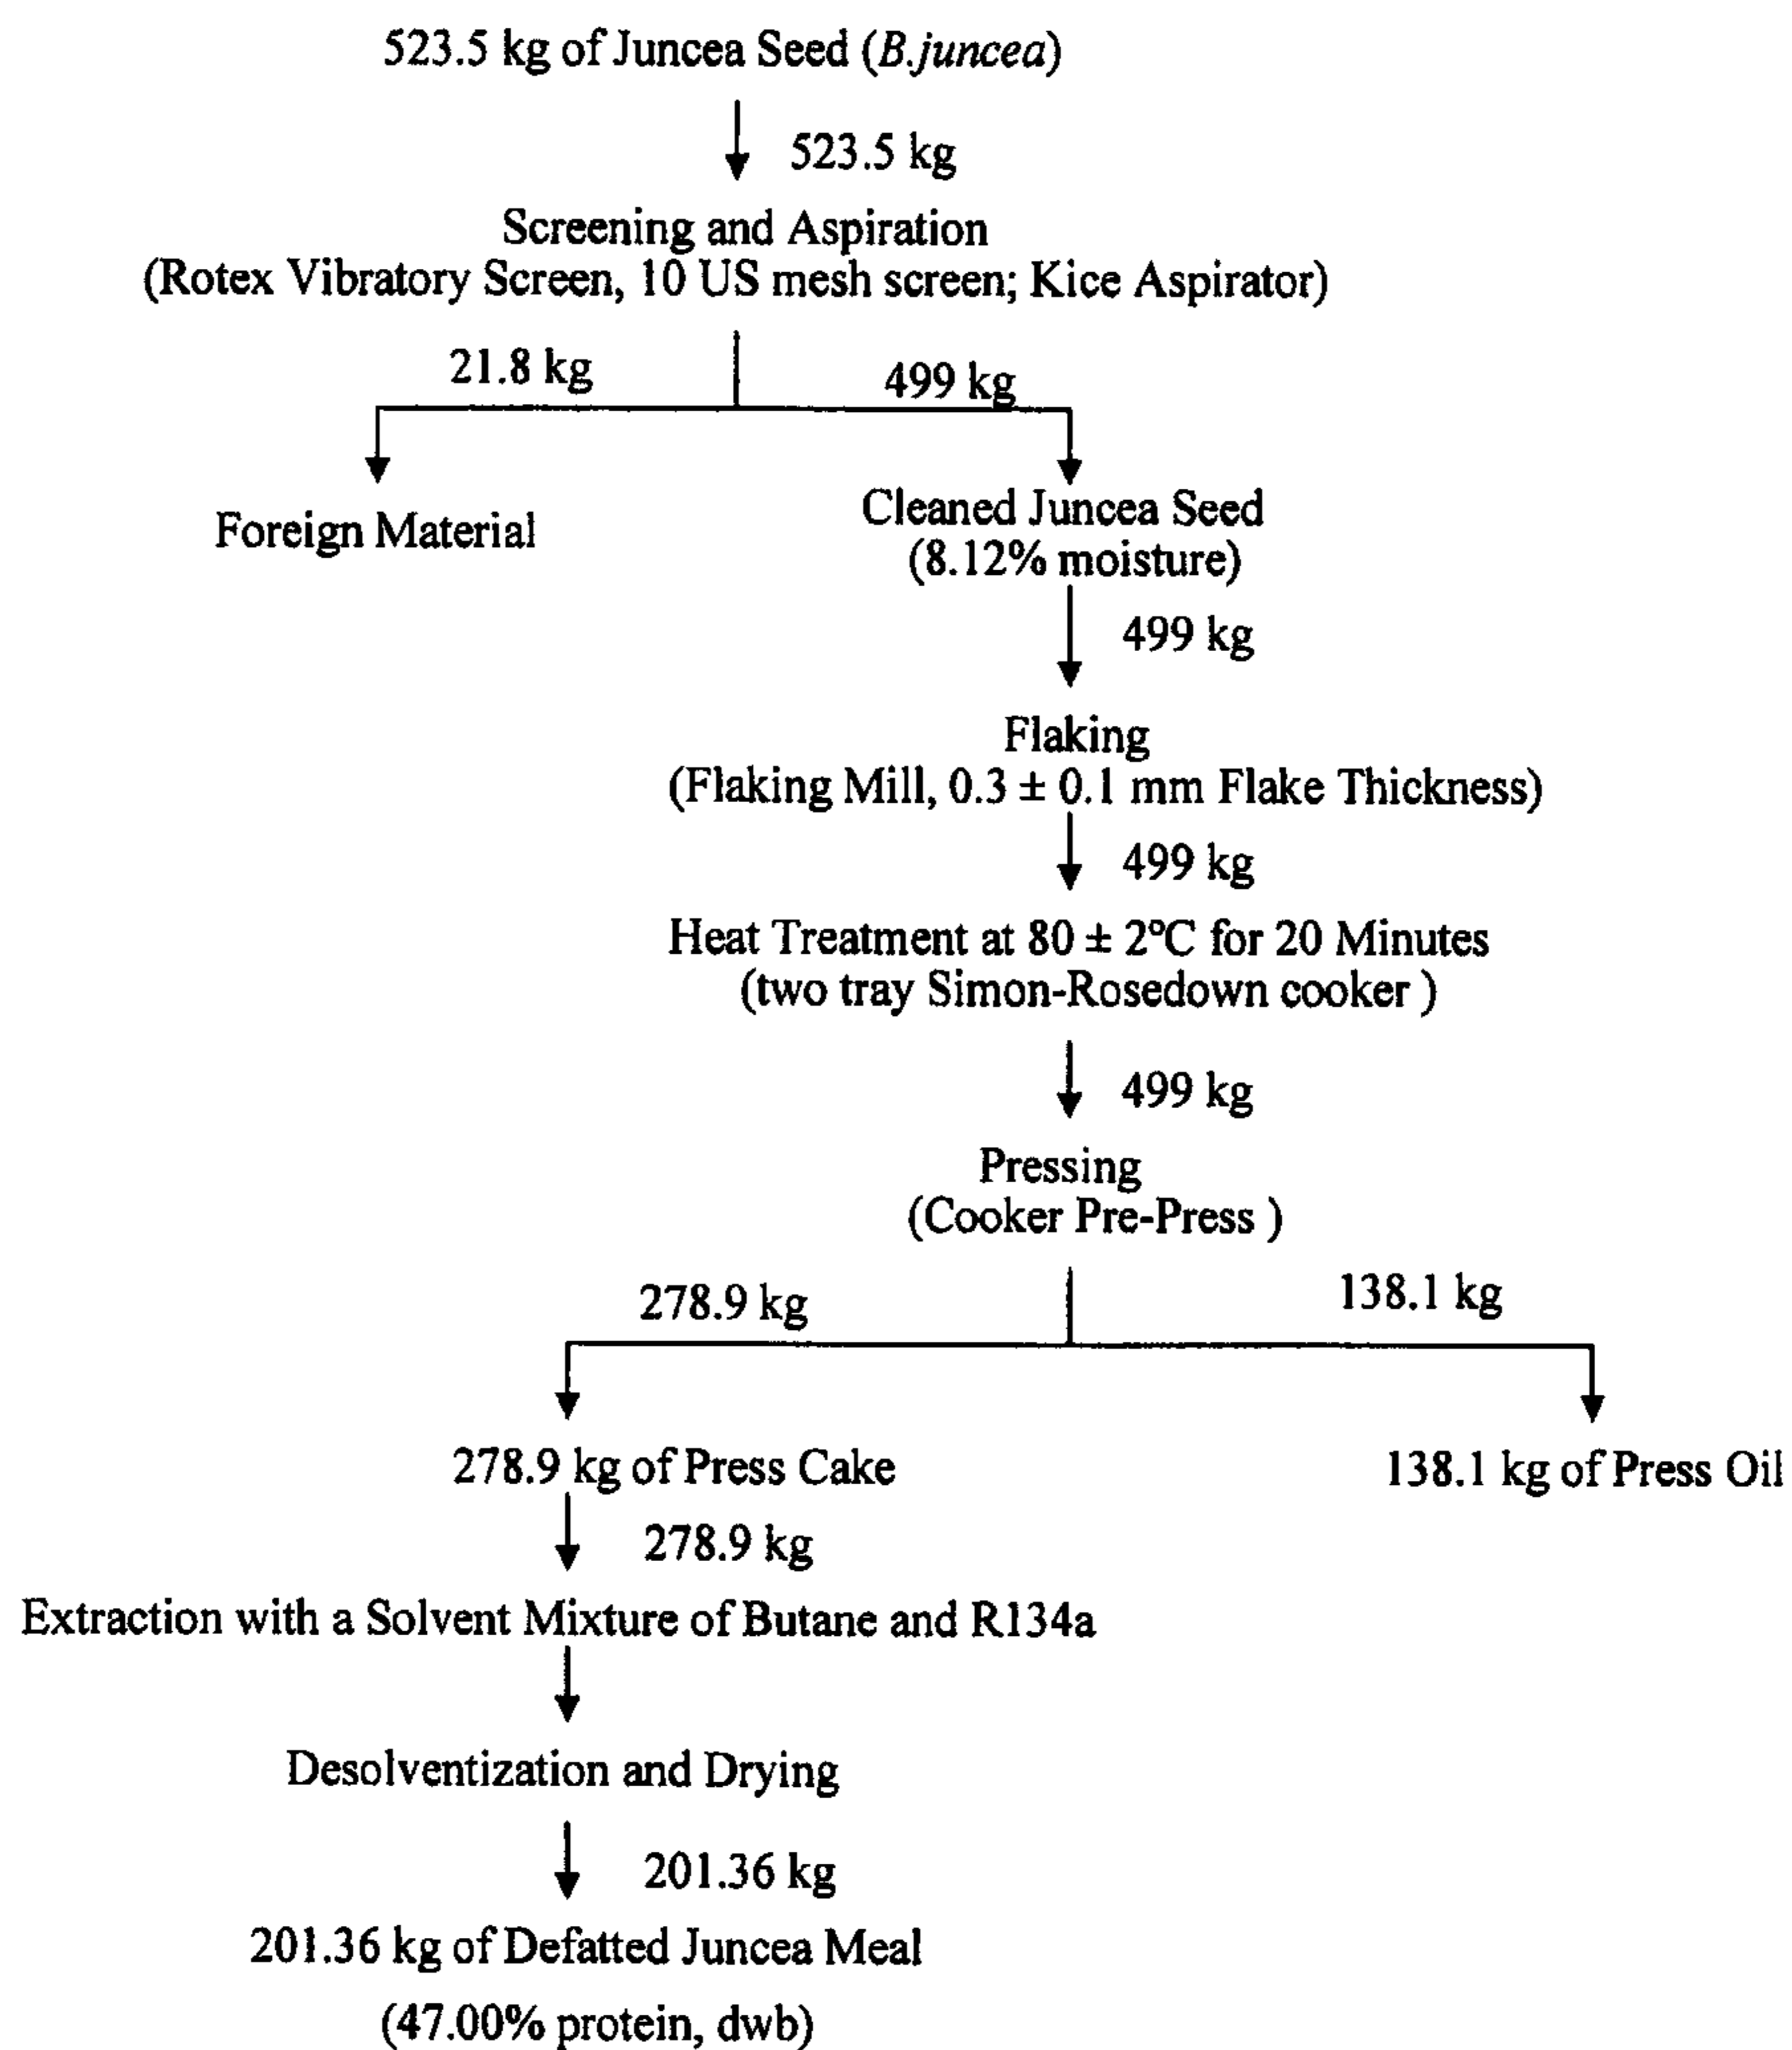 523.5 kg of Juncea Seed (B.juncea)
523.5 kg
Screening and Aspiration
(Rotex Vibratory Screen, 10 US mesh screen; Kice Aspirator)
21.8 kg
499 kg
Foreign Material
Cleaned Juncea Seed
(8.12% moisture)
499 kg
Flaking
(Flaking Mill, 0.3 ± 0.1 mm Flake Thickness)
499 kg
Heat Treatment at 80 ± 2°C for 20 Minutes
(two tray Simon-Rosedown cooker )
499 kg
Pressing
(Cooker Pre-Press )
278.9 kg
138.1 kg
278.9 kg of Press Cake
138.1 kg of Press Oil
278.9 kg
Extraction with a Solvent Mixture of Butane and R134a
Desolventization and Drying
201.36 kg
201.36 kg of Defatted Juncea Meal
(47.00% protein, dwb)